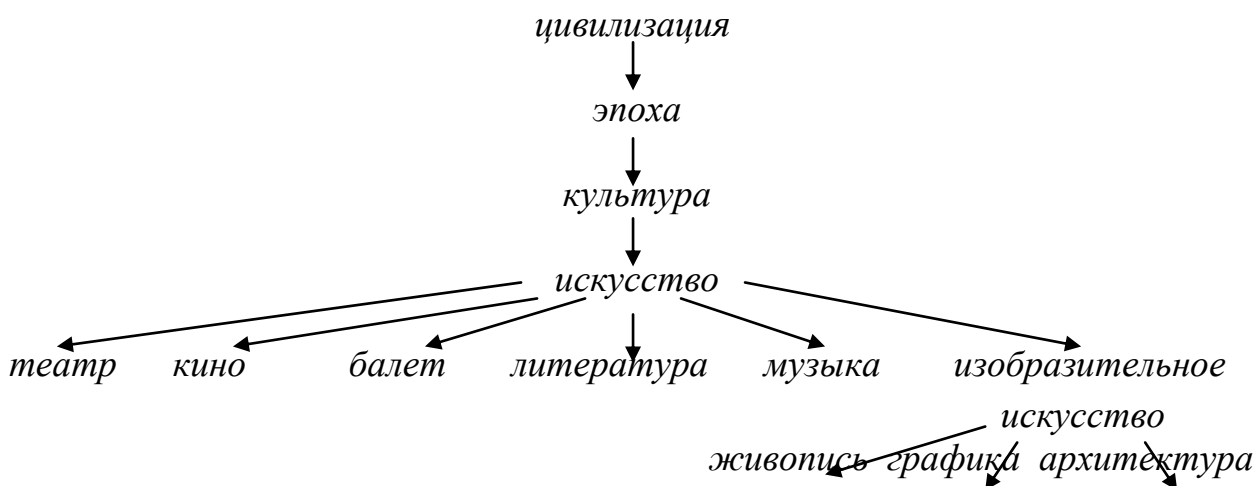 цивилизация
эпоха
культура
искусство
театр кино балет литература музыка изобразительное
искусство
живопись графика архитектура